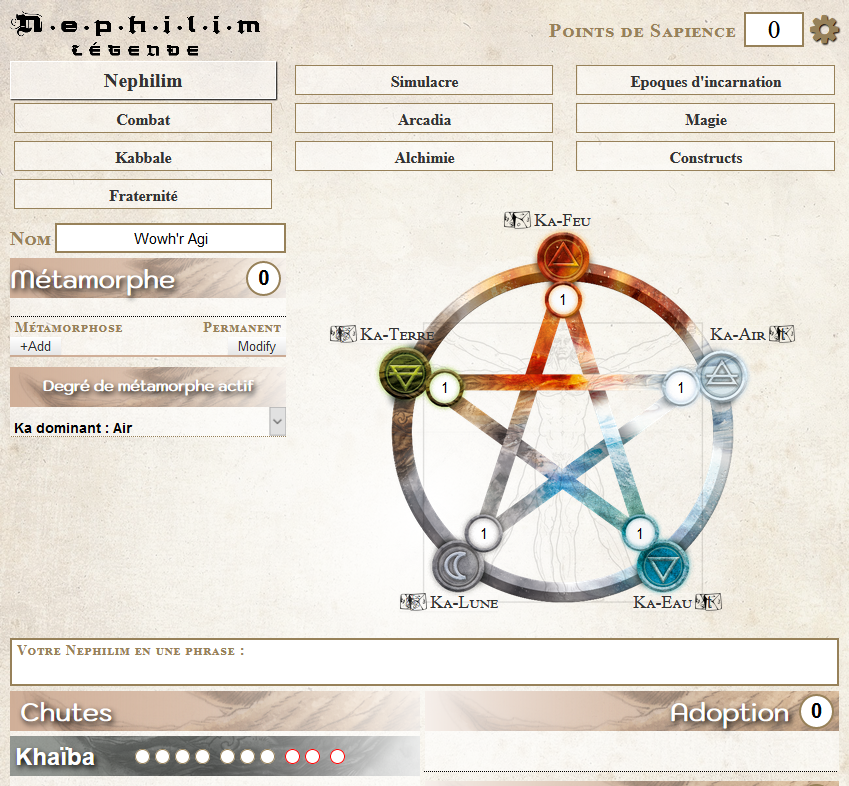 N.e.p.h.i.l.i.m
LÉGENDE
Points de Sapience 0
Nephilim
Simulacre
Epoques d'incarnation
Combat
Arcadia
Magie
Kabbale
Alchimie
Constructs
Fraternité
Nom Wowh'r Agi
Métamorphe 0
Métamorphose Permanent
+Add Modify
Degré de métamorphe actif
Ka dominant : Air
Ka-Feu
1
Ka-Terre
1
Ka-Air
1
Ka-Lune
1
Ka-Eau
1
Votre Nephilim en une phrase :
Chutes
Adoption 0
Khaïba